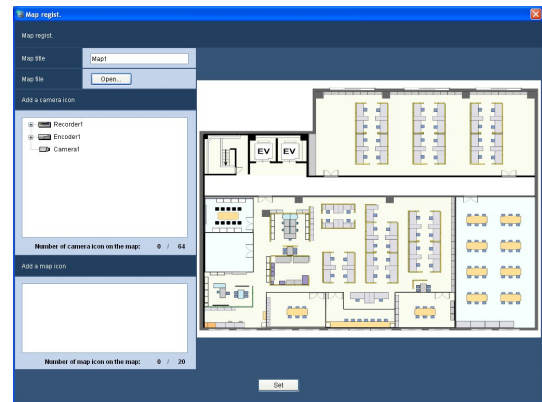 Map regist.
Map regist.
Map title
Map1
Map file
Open...
Add a camera icon
Recorder1
Encoder1
Camera1
Number of camera icon on the map: 0 / 64
Add a map icon
Number of map icon on the map: 0 / 20
EV EV
Set